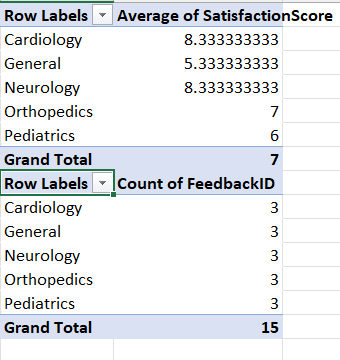 Row Labels Average of SatisfactionScore
Cardiology 8.333333333
General 5.333333333
Neurology 8.333333333
Orthopedics 7
Pediatrics 6
Grand Total 7
Row Labels Count of FeedbackID
Cardiology 3
General 3
Neurology 3
Orthopedics 3
Pediatrics 3
Grand Total 15